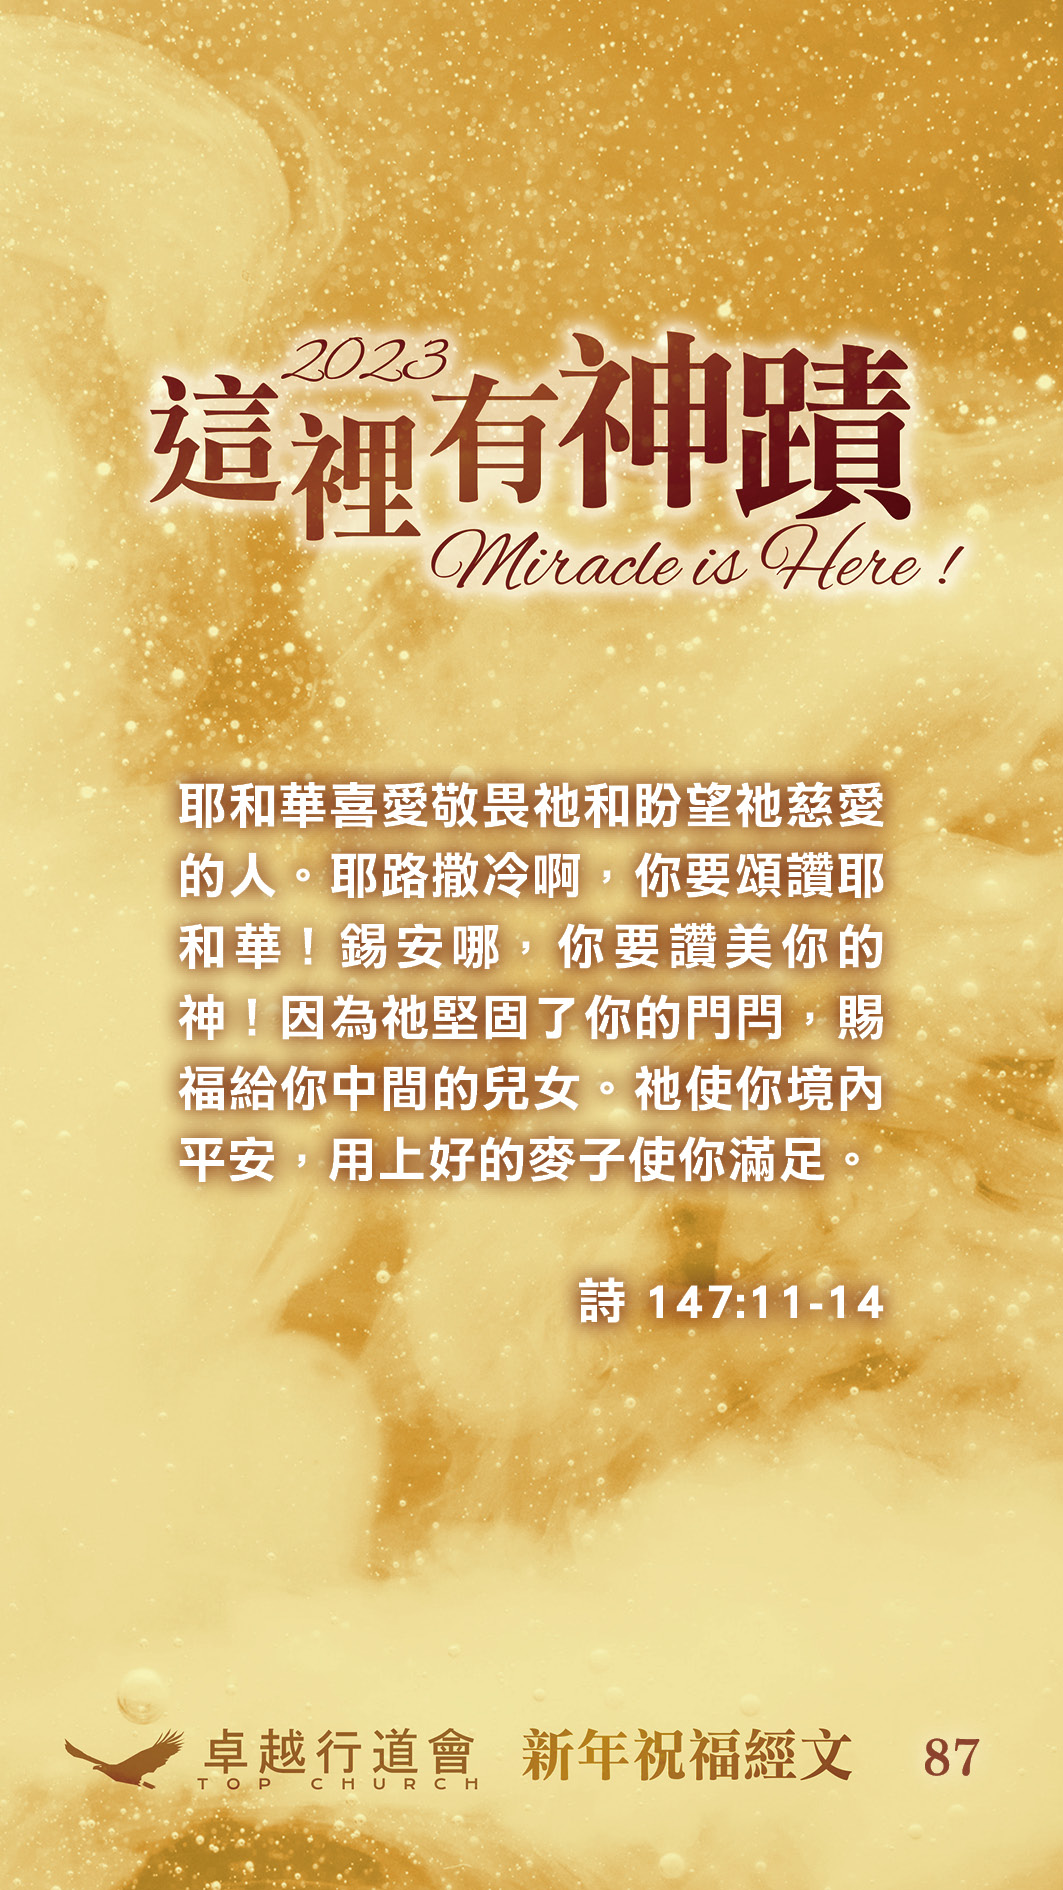 2023
這裡有神蹟
Miracle is Here !
耶和華喜愛敬畏祂和盼望祂慈愛
的人。耶路撒冷啊，你要頌讚耶
和華！錫安哪，你要讚美你的
神！因為祂堅固了你的門閂，賜
福給你中間的兒女。祂使你境內
平安，用上好的麥子使你滿足。
詩 147:11-14
卓越行道會 新年祝福經文 87
TOP CHURCH